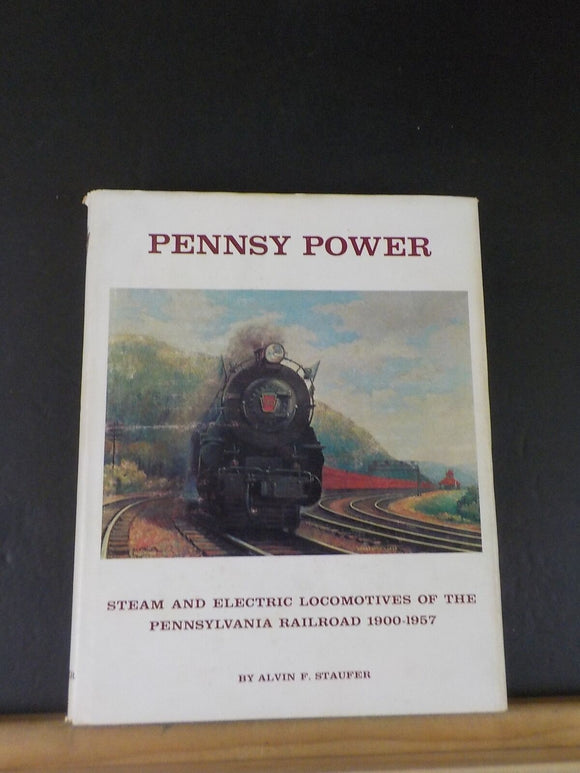 PENNSY POWER
STEAM AND ELECTRIC LOCOMOTIVES OF THE
PENNSYLVANIA RAILROAD 1900-1957
BY ALVIN F. STAUFER